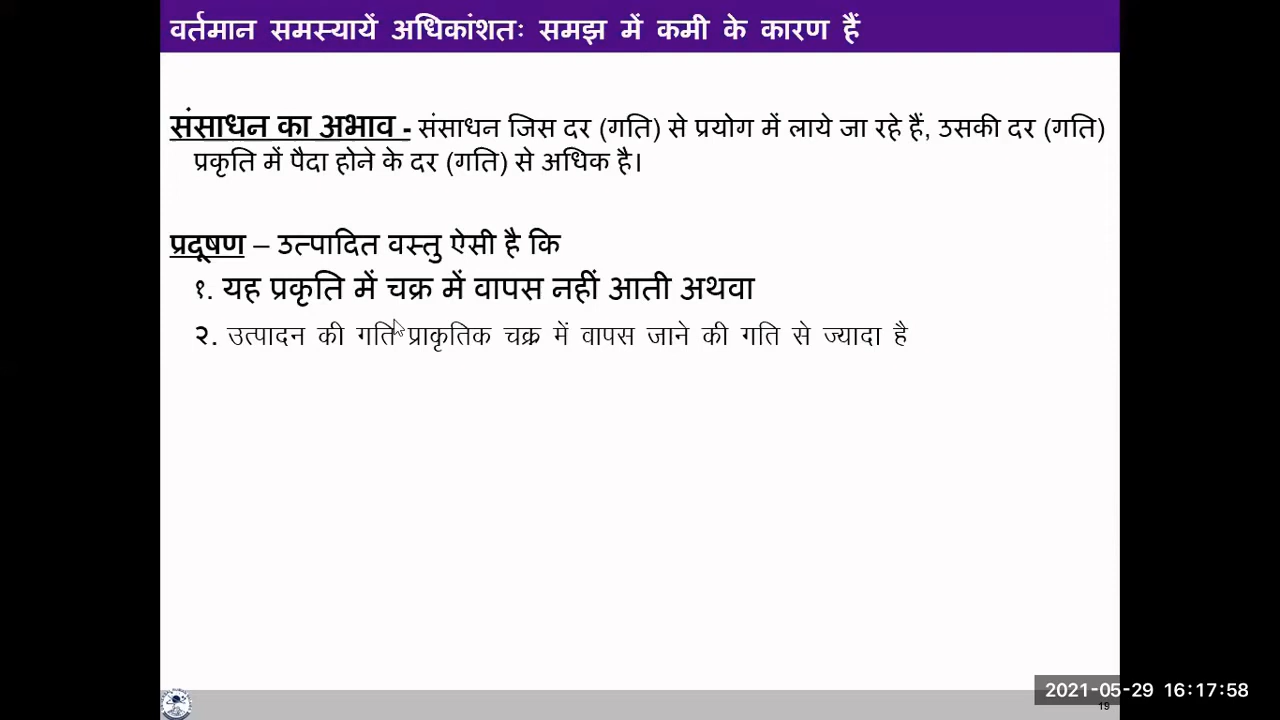 वर्तमान समस्यायें अधिकांशतः समझ में कमी के कारण हैं
संसाधन का अभाव - संसाधन जिस दर (गति) से प्रयोग में लाये जा रहे हैं, उसकी दर (गति)
प्रकृति में पैदा होने के दर (गति) से अधिक है।
प्रदूषण – उत्पादित वस्तु ऐसी है कि
१. यह प्रकृति में चक्र में वापस नहीं आती अथवा
२. उत्पादन की गति प्राकृतिक चक्र में वापस जाने की गति से ज्यादा है
2021-05-29 16:17:58
19